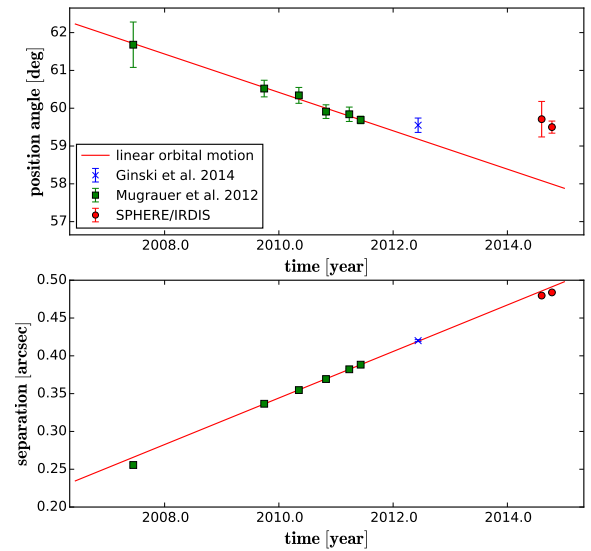 62
61
60
59
58
57
position angle [deg]
linear orbital motion
Ginski et al. 2014
Mugrauer et al. 2012
SPHERE/IRDIS
2008.0 2010.0 2012.0 2014.0
time [year]
0.50
0.45
0.40
0.35
0.30
0.25
0.20
separation [arcsec]
2008.0 2010.0 2012.0 2014.0
time [year]